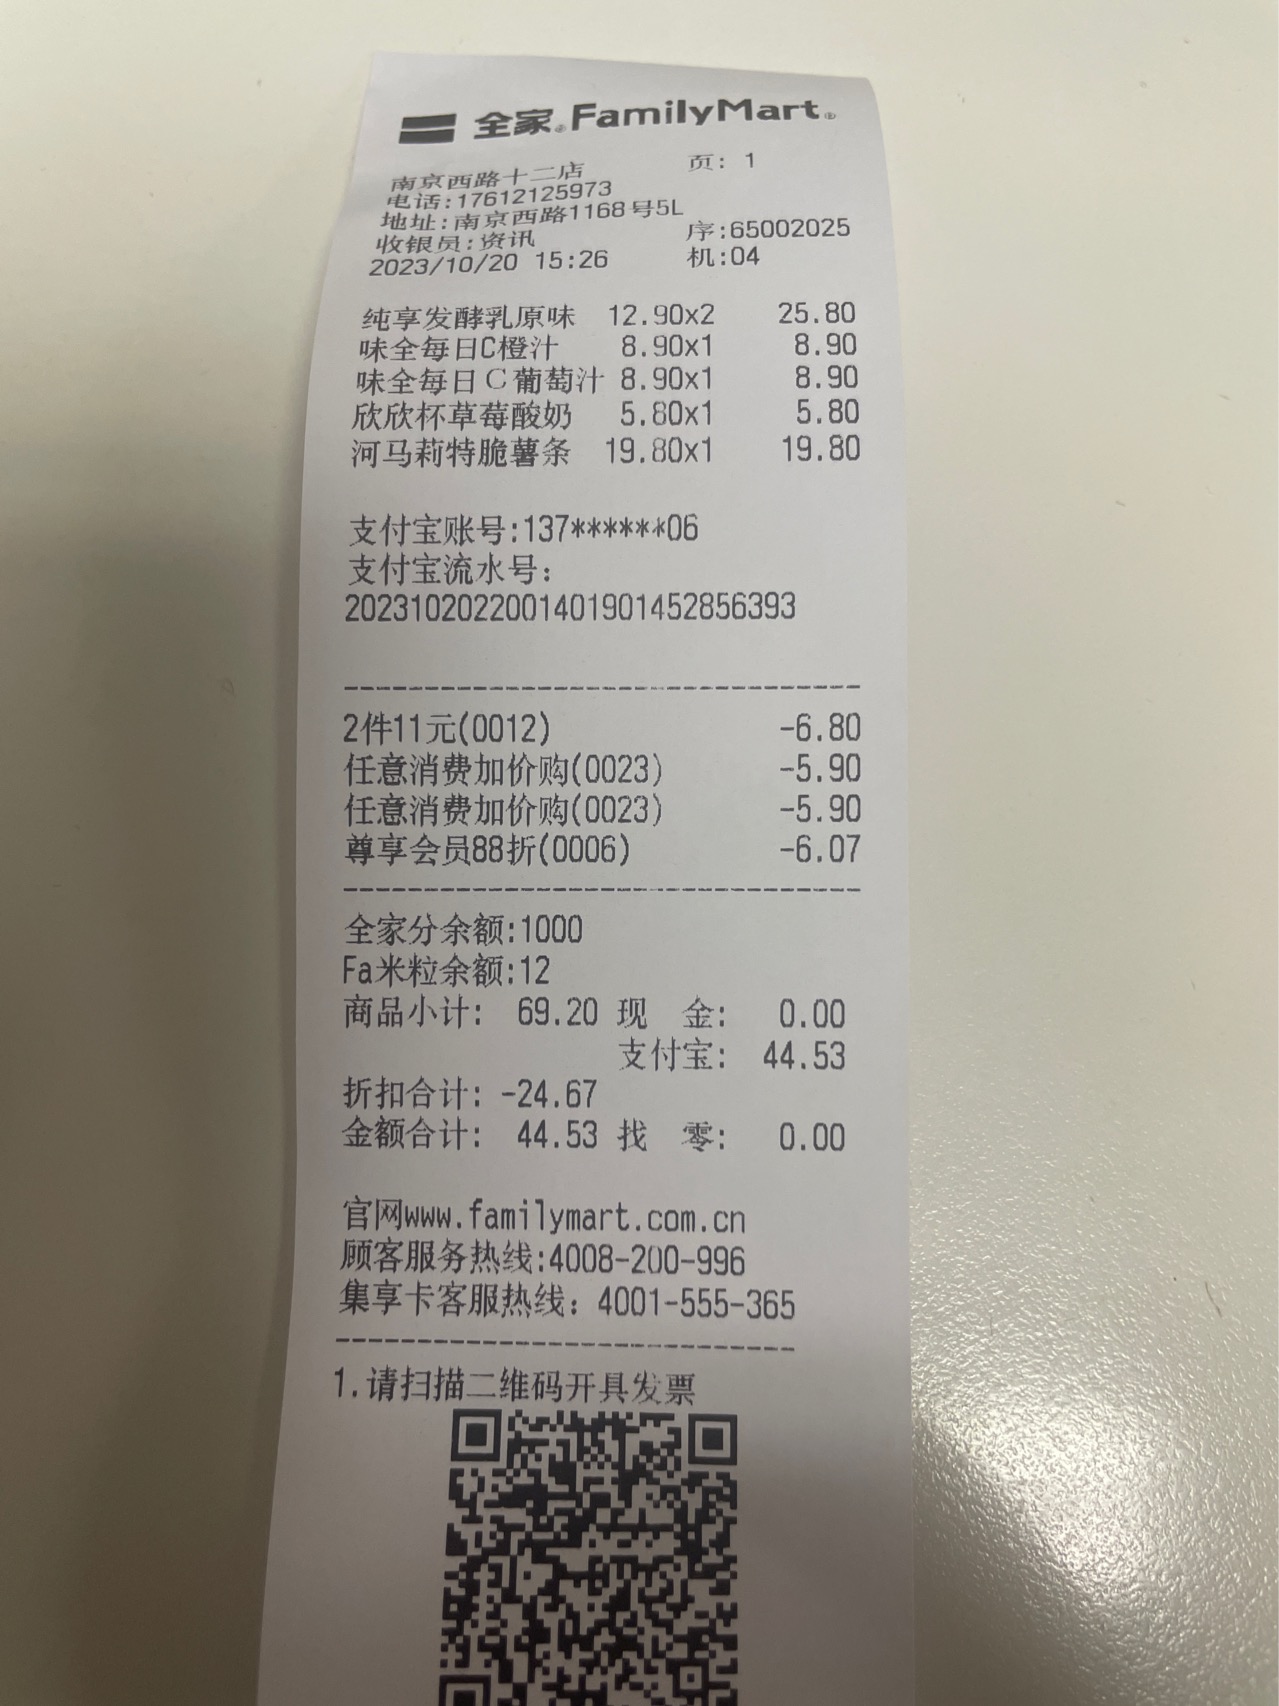 全家 FamilyMart
页: 1
南京西路十二店
电话:17612125973
地址:南京西路1168号5L
收银员:资讯 序:65002025
2023/10/20 15:26 机:04
纯享发酵乳原味 12.90x2 25.80
味全每日C橙汁 8.90x1 8.90
味全每日C葡萄汁 8.90x1 8.90
欣欣杯草莓酸奶 5.80x1 5.80
河马莉特脆薯条 19.80x1 19.80
支付宝账号:137******06
支付宝流水号:
2023102022001401901452856393
2件11元(0012) -6.80
任意消费加价购(0023) -5.90
任意消费加价购(0023) -5.90
尊享会员88折(0006) -6.07
全家分余额:1000
Fa米粒余额:12
商品小计: 69.20 现 金: 0.00
支付宝: 44.53
折扣合计: -24.67
金额合计: 44.53 找 零: 0.00
官网www.familymart.com.cn
顾客服务热线:4008-200-996
集享卡客服热线: 4001-555-365
1.请扫描二维码开具发票